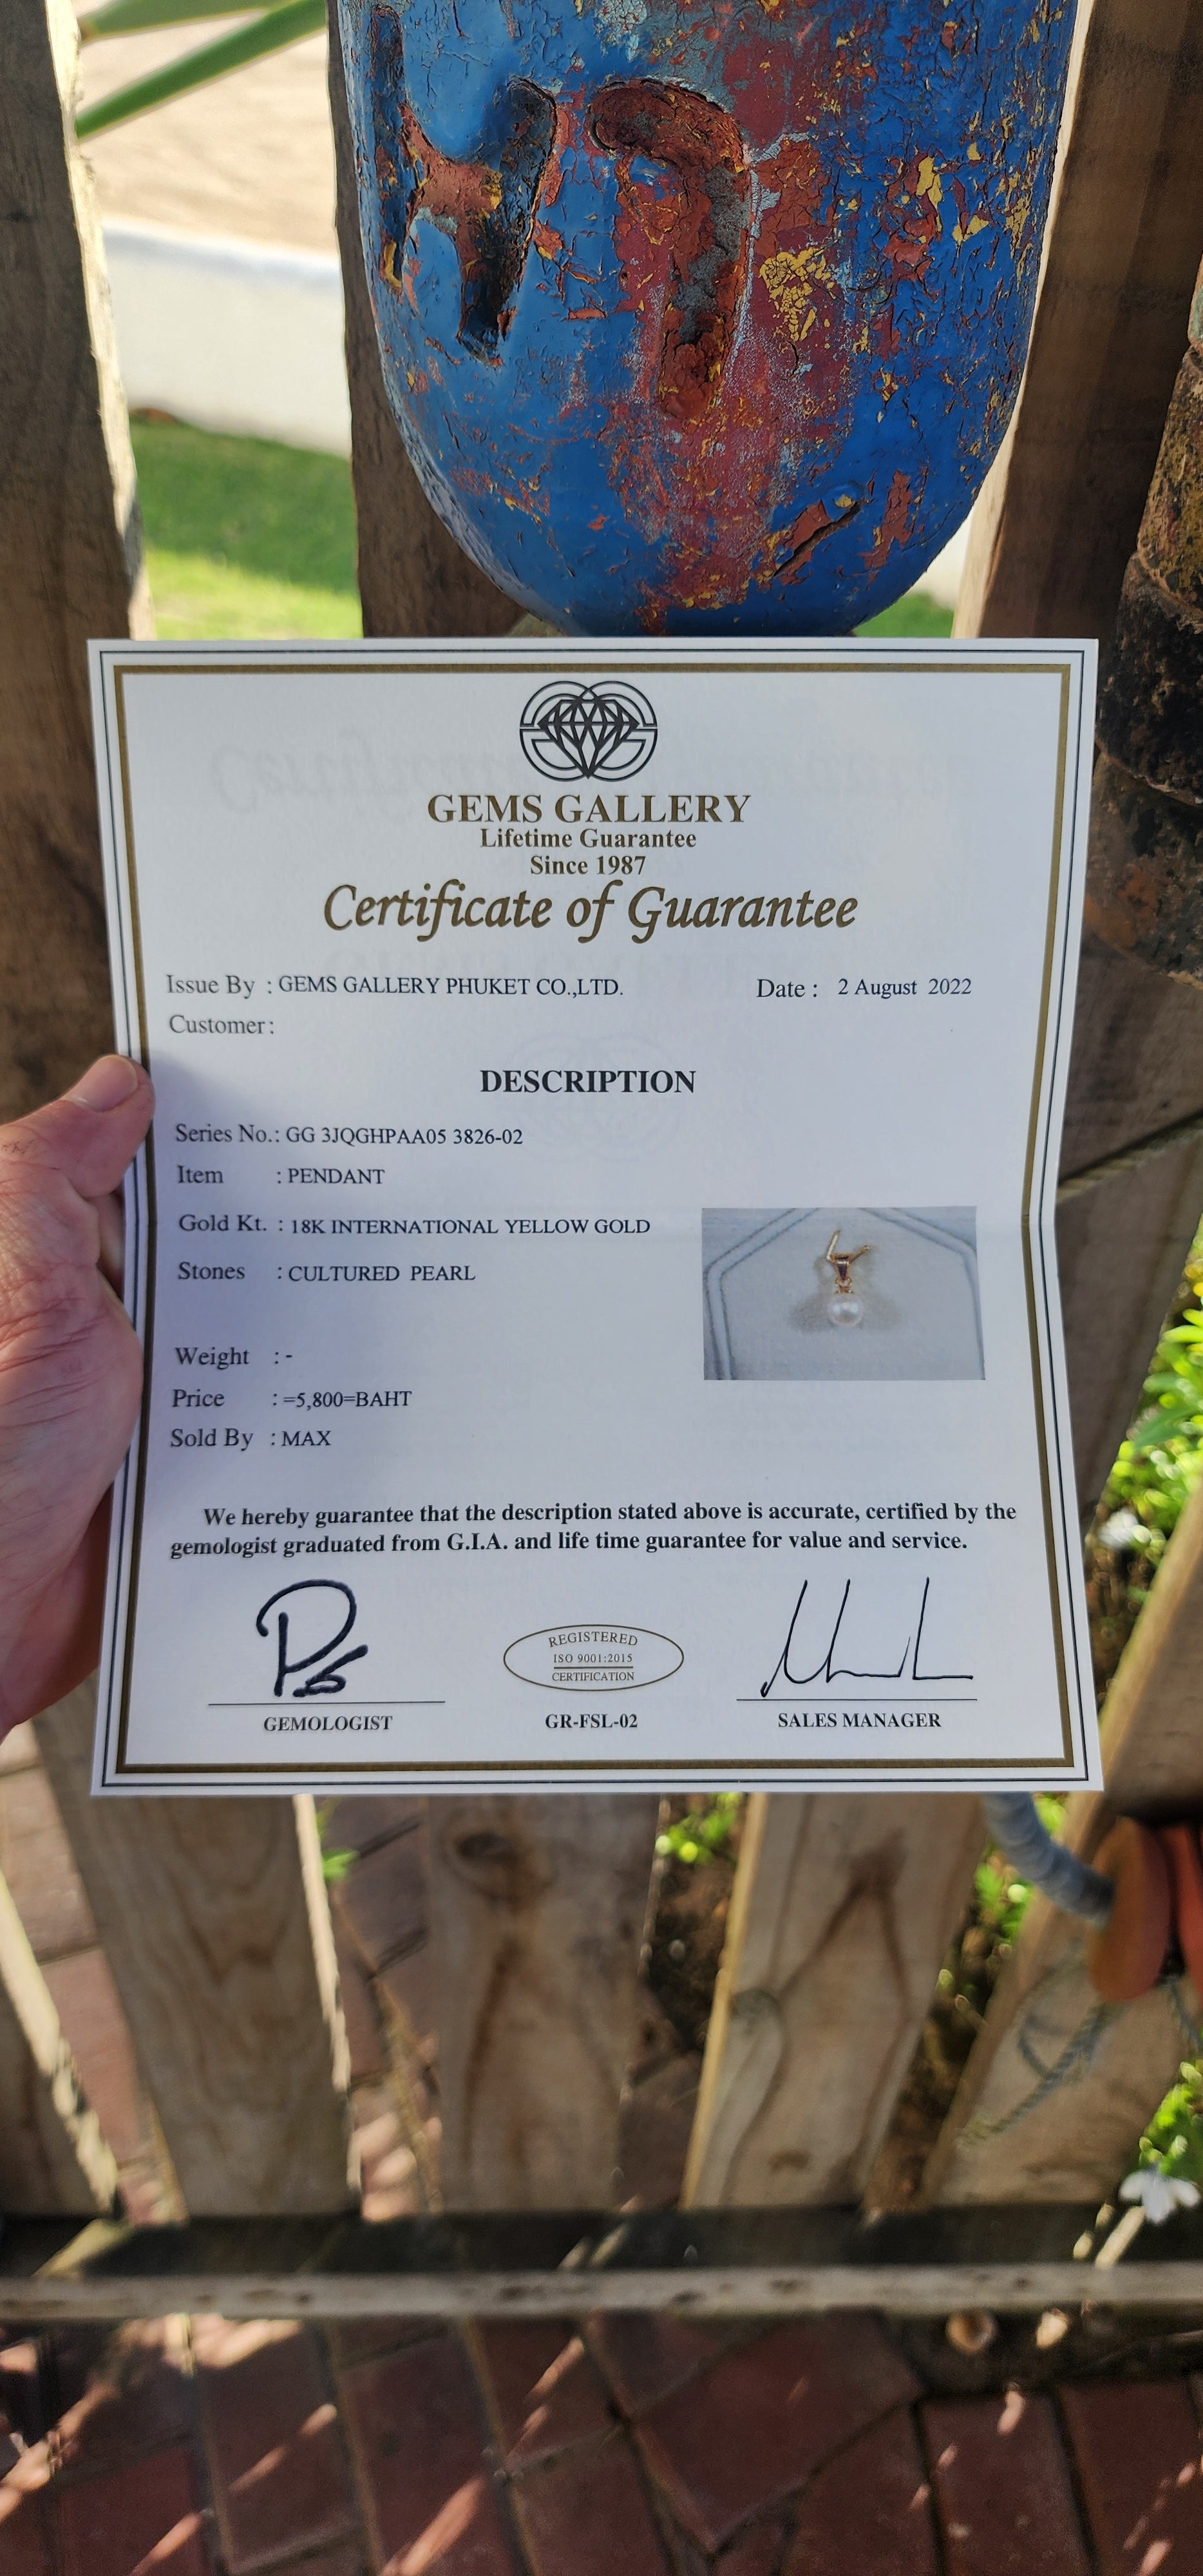 GEMS GALLERY
Lifetime Guarantee
Since 1987
Certificate of Guarantee
Issue By : GEMS GALLERY PHUKET CO.,LTD. Date : 2 August 2022
Customer :
DESCRIPTION
Series No. : GG 3JQGHPAA05 3826-02
Item : PENDANT
Gold Kt. : 18K INTERNATIONAL YELLOW GOLD
Stones : CULTURED PEARL
Weight : -
Price : =5,800=BAHT
Sold By : MAX
We hereby guarantee that the description stated above is accurate, certified by the
gemologist graduated from G.I.A. and life time guarantee for value and service.
REGISTERED
ISO 9001:2015
CERTIFICATION
GEMOLOGIST GR-FSL-02 SALES MANAGER